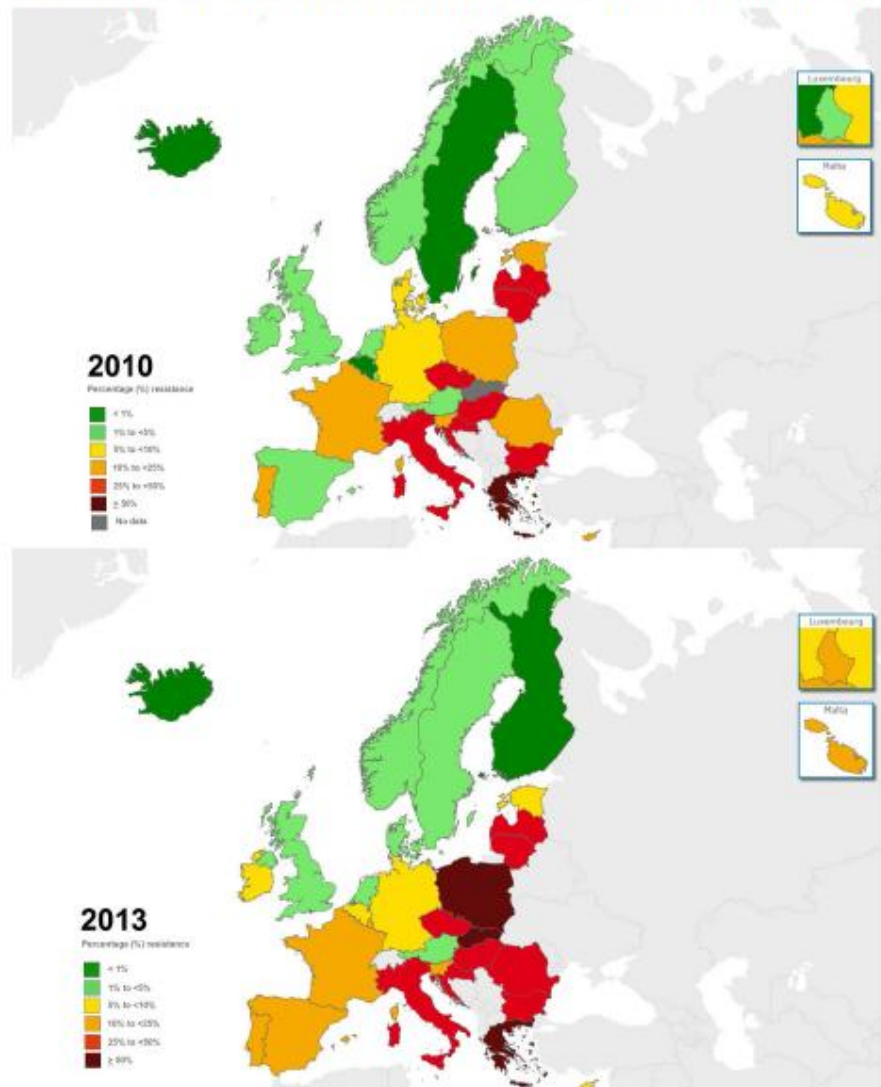 Luxembourg
Malta
2010
Percentage (%) resistance
< 1%
1% to <5%
5% to <10%
10% to <25%
25% to <50%
≥ 50%
No data
Luxembourg
Malta
2013
Percentage (%) resistance
< 1%
1% to <5%
5% to <10%
10% to <25%
25% to <50%
≥ 50%